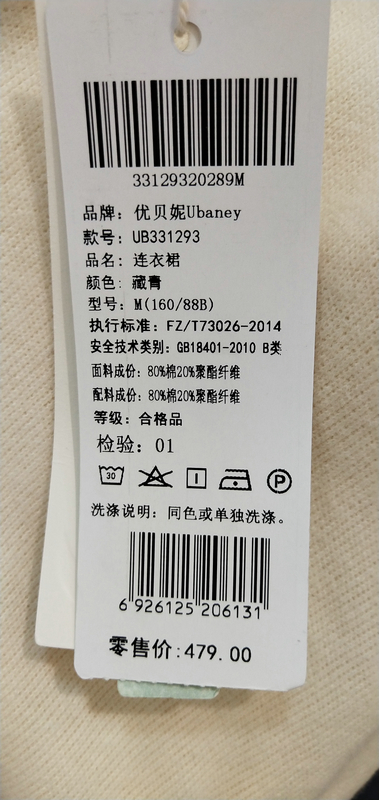 33129320289M
品牌: 优贝妮Ubaney
款号: UB331293
品名: 连衣裙
颜色: 藏青
型号: M(160/88B)
执行标准: FZ/T73026-2014
安全技术类别: GB18401-2010 B类
面料成份: 80%棉20%聚酯纤维
配料成份: 80%棉20%聚酯纤维
等级: 合格品
检验: 01
30 P
洗涤说明: 同色或单独洗涤。
6 926125 206131
零售价:479.00